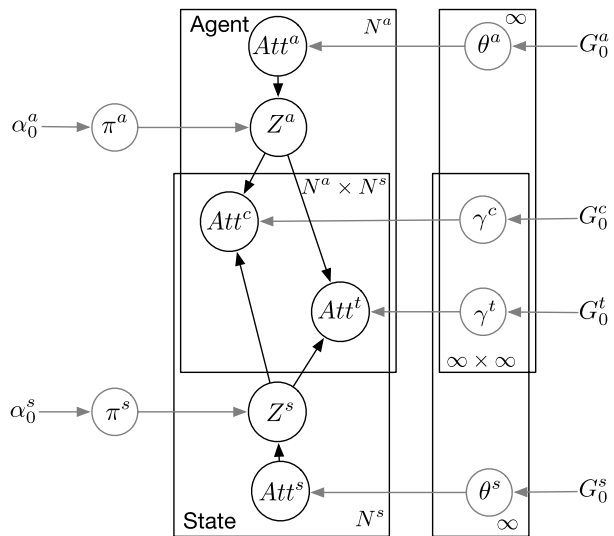 Agent
Att^a
N^a
∞
θ^a
G_0^a
α_0^a
π^a
Z^a
N^a × N^s
Att^c
γ^c
G_0^c
Att^t
γ^t
G_0^t
∞ × ∞
α_0^s
π^s
Z^s
Att^s
θ^s
G_0^s
State
N^s
∞